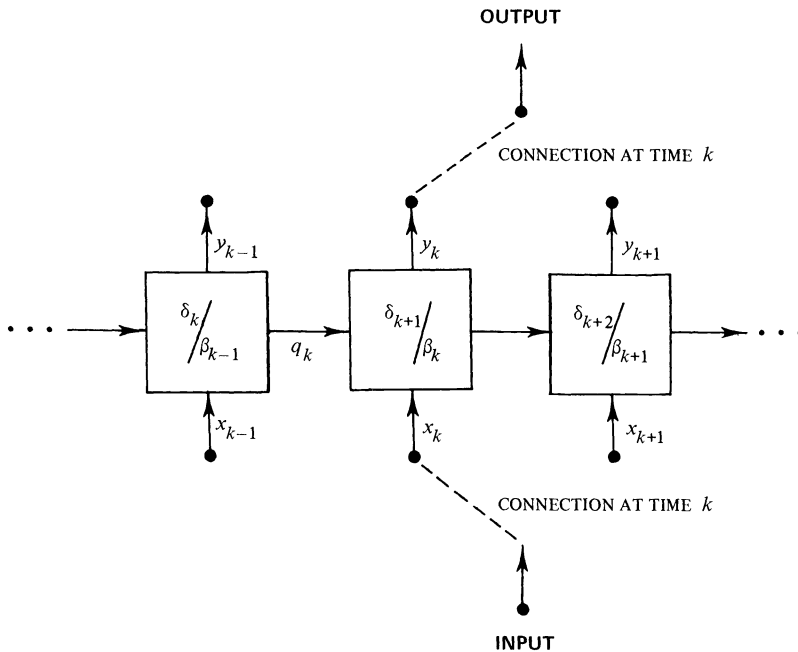 OUTPUT
CONNECTION AT TIME k
y_{k-1}
y_k
y_{k+1}
· · ·
δ_k / β_{k-1}
q_k
δ_{k+1} / β_k
δ_{k+2} / β_{k+1}
· · ·
x_{k-1}
x_k
x_{k+1}
CONNECTION AT TIME k
INPUT